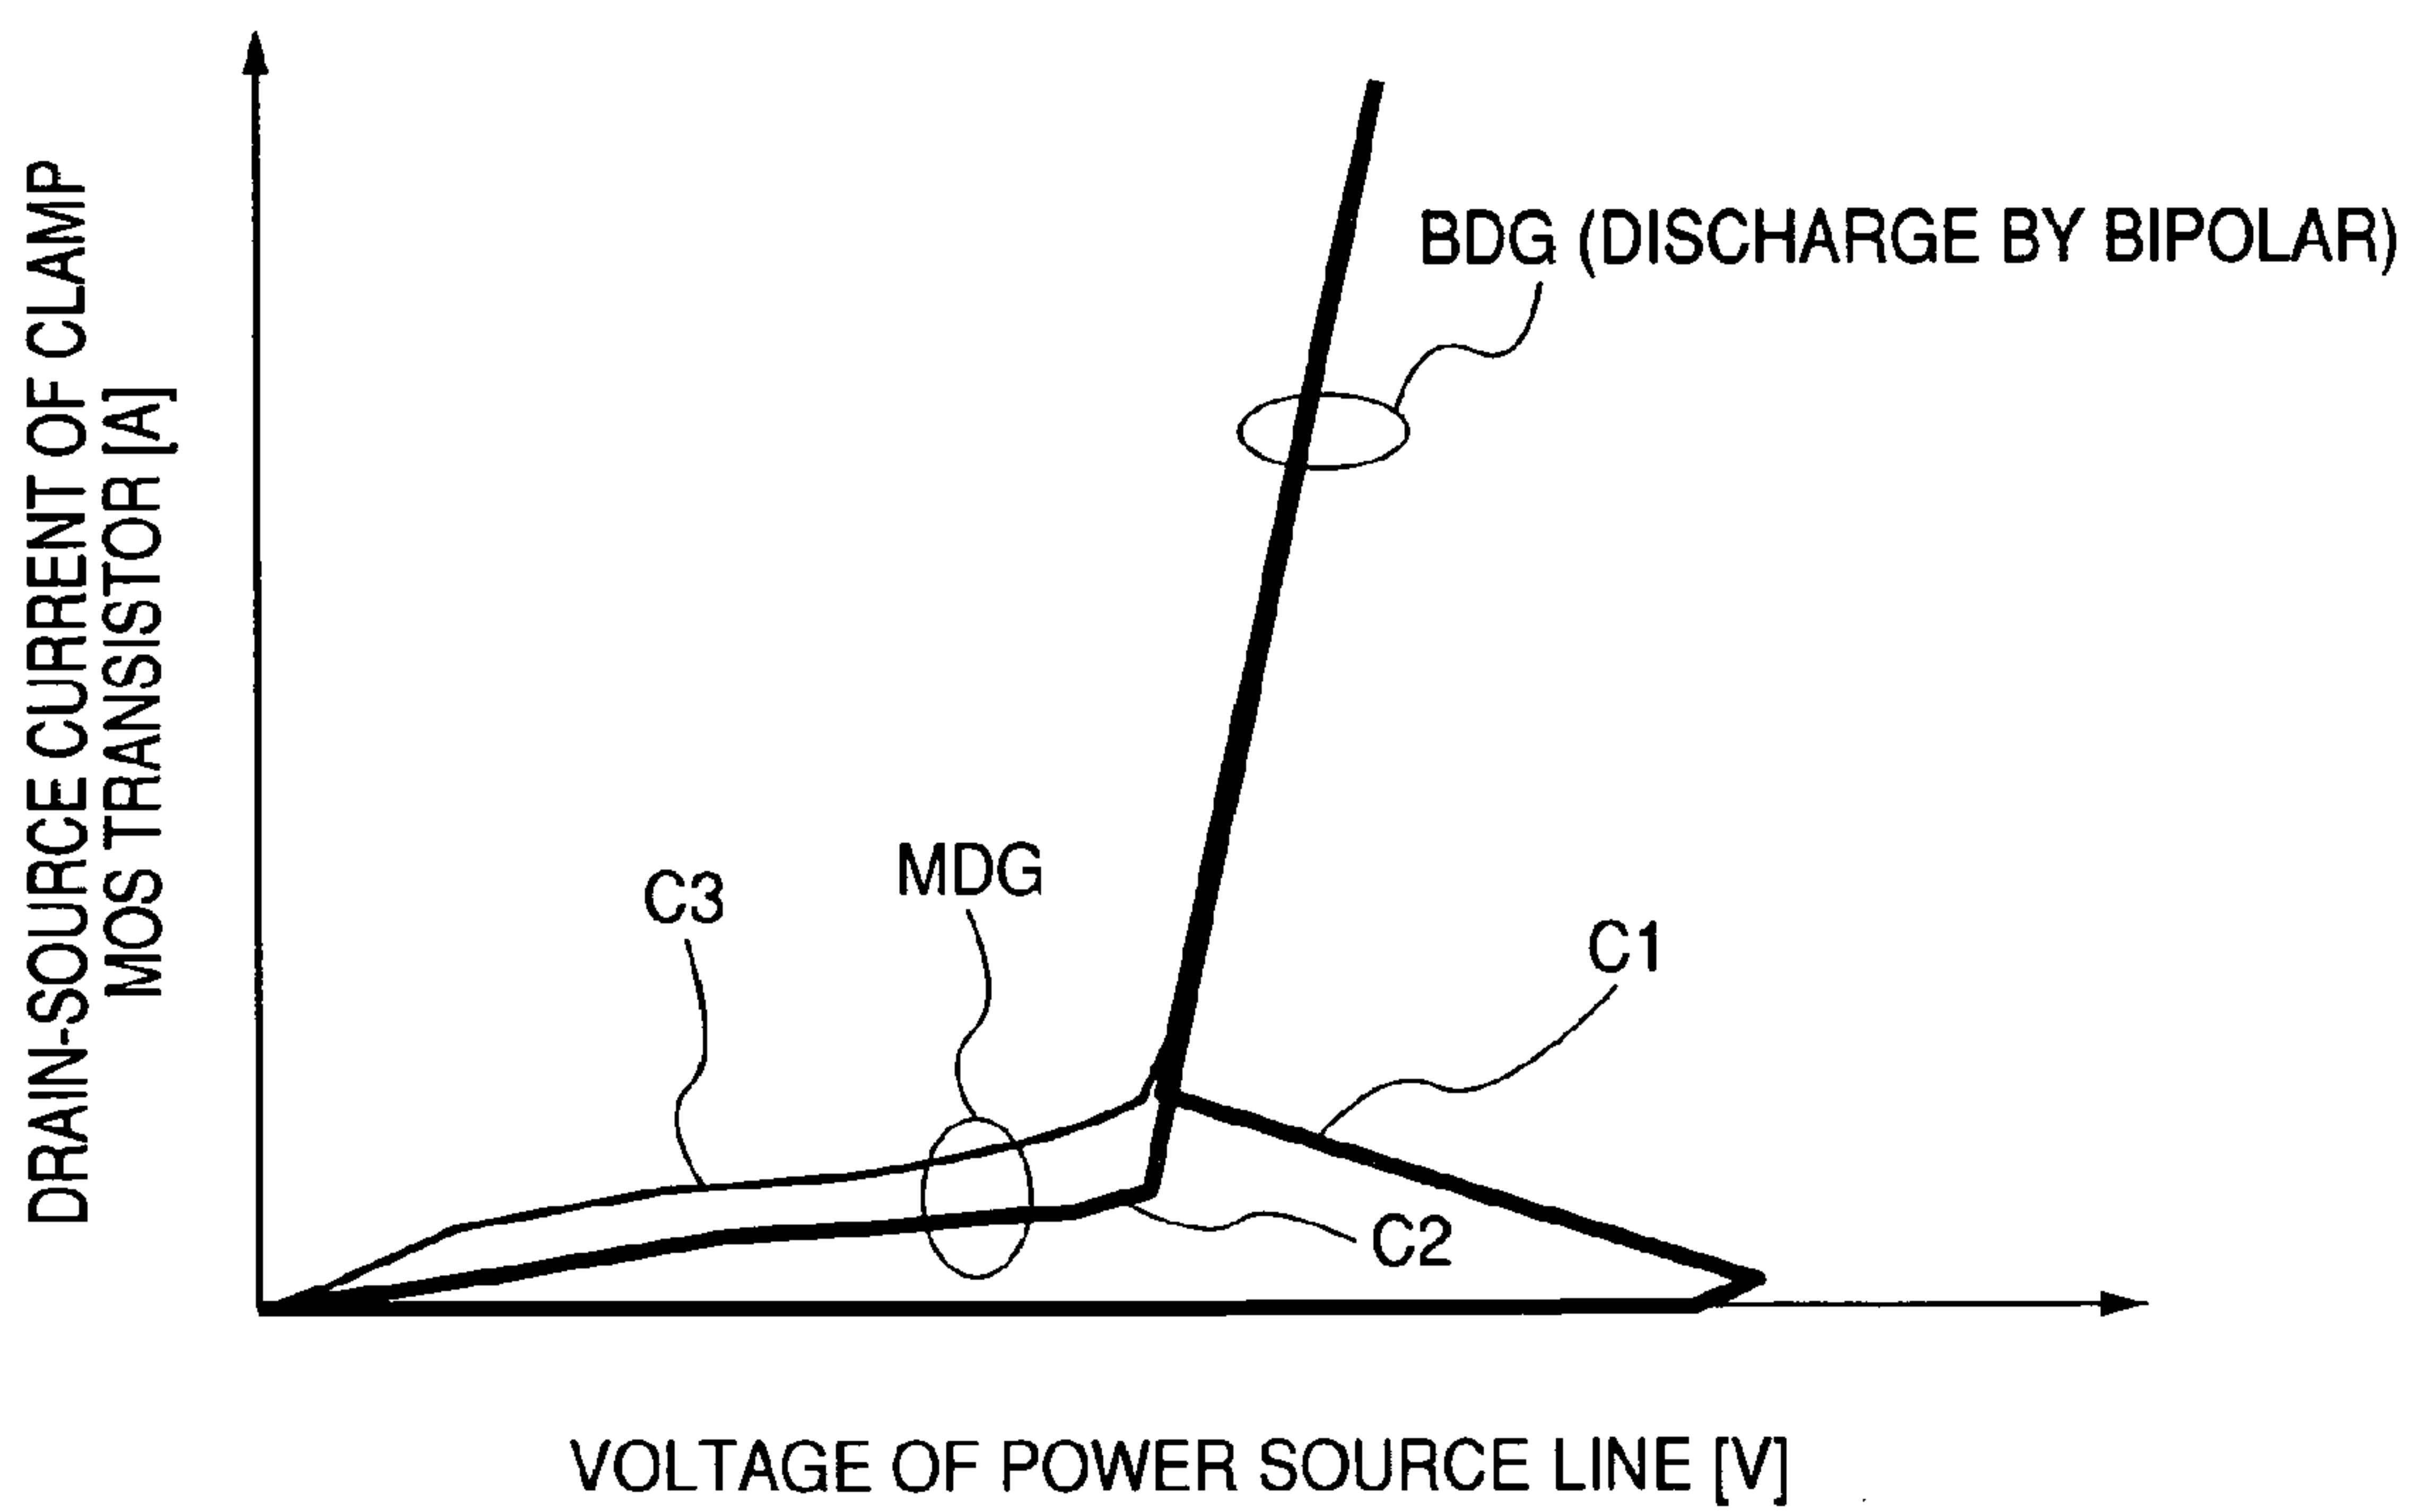 DRAIN-SOURCE CURRENT OF CLAMP
MOS TRANSISTOR [A]
BDG (DISCHARGE BY BIPOLAR)
MDG
C3
C1
C2
VOLTAGE OF POWER SOURCE LINE [V]